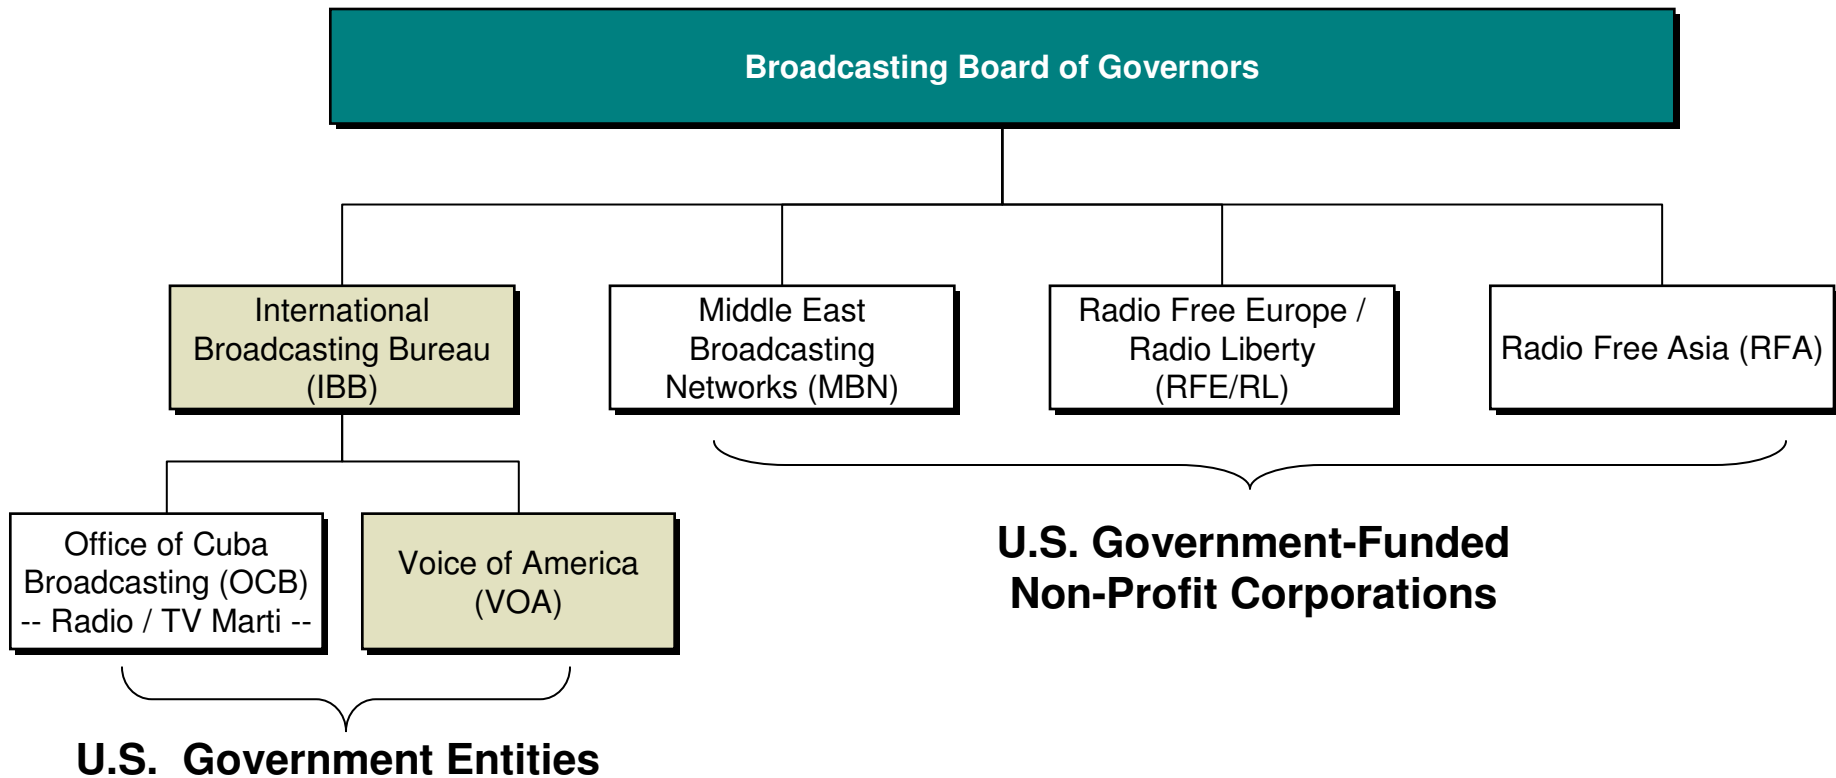 Broadcasting Board of Governors
International
Broadcasting Bureau
(IBB)
Middle East
Broadcasting
Networks (MBN)
Radio Free Europe /
Radio Liberty
(RFE/RL)
Radio Free Asia (RFA)
Office of Cuba
Broadcasting (OCB)
-- Radio / TV Marti --
Voice of America
(VOA)
U.S. Government-Funded
Non-Profit Corporations
U.S.  Government Entities